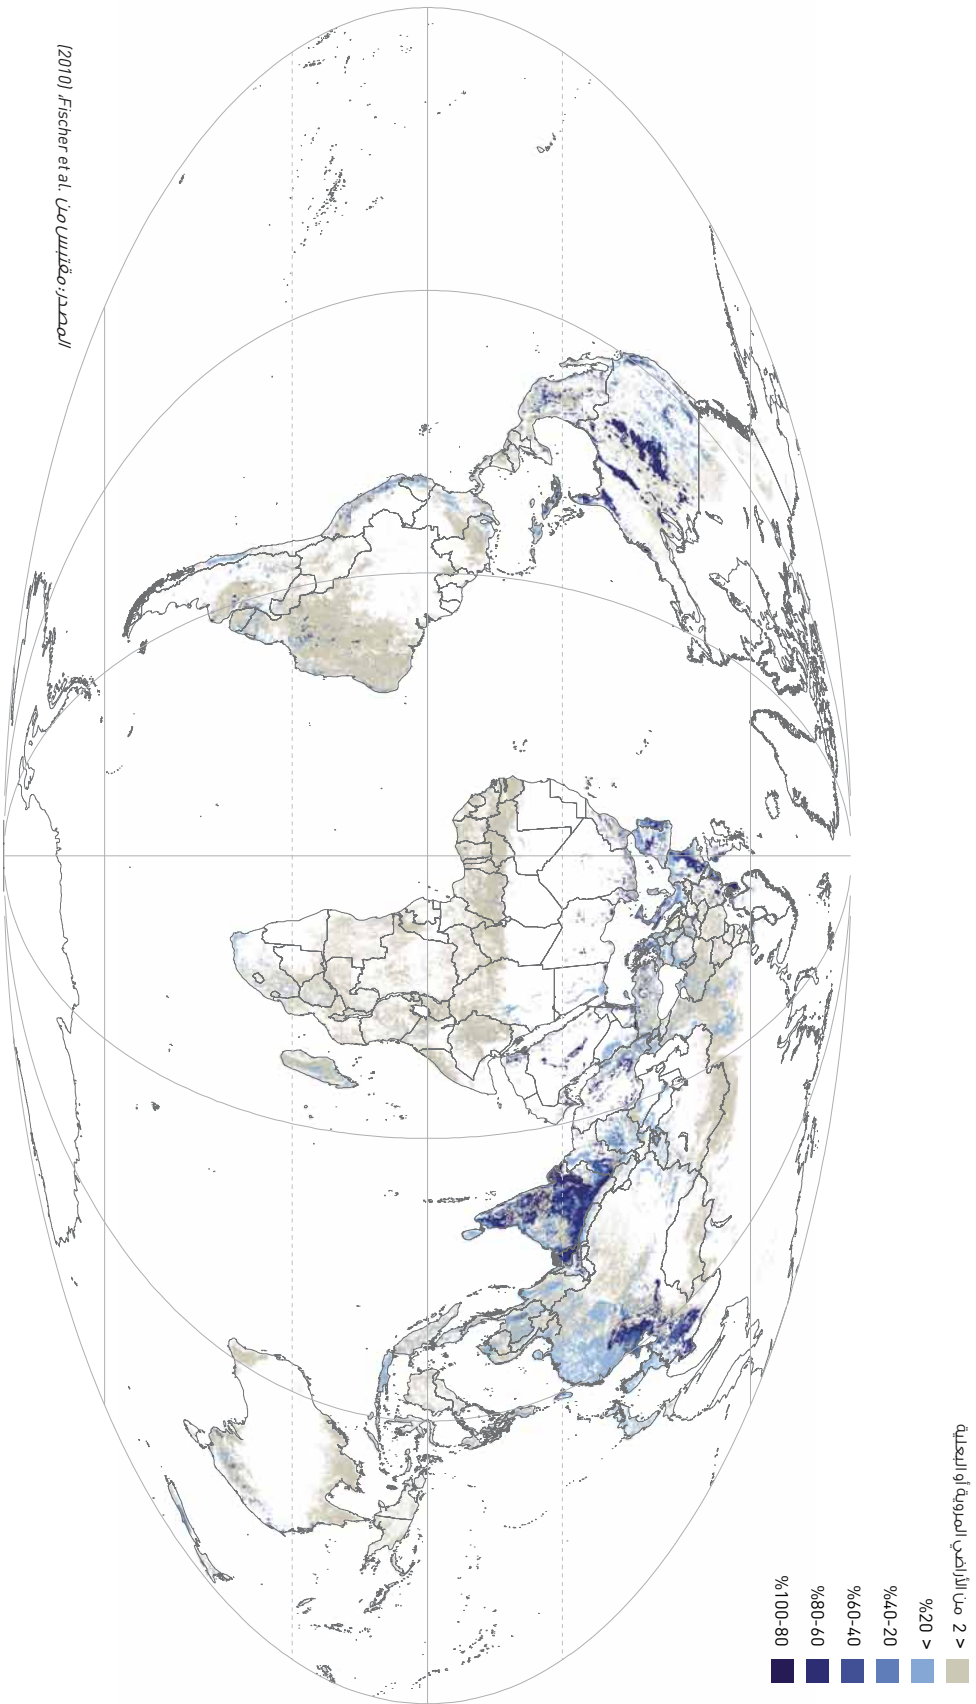 > 2 من الأراضي المروية أو البعلية
> 20%
20-40%
40-60%
60-80%
80-100%
المصدر: مقتبس من Fischer et al. ‏،(2010)